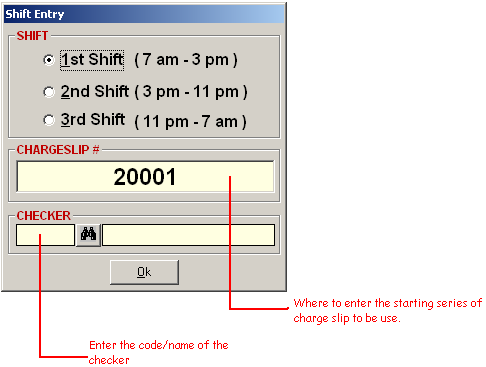 Shift Entry
SHIFT
1st Shift ( 7 am - 3 pm )
2nd Shift ( 3 pm - 11 pm )
3rd Shift ( 11 pm - 7 am )
CHARGESLIP #
20001
CHECKER
Ok
Where to enter the starting series of
charge slip to be use.
Enter the code/name of the
checker